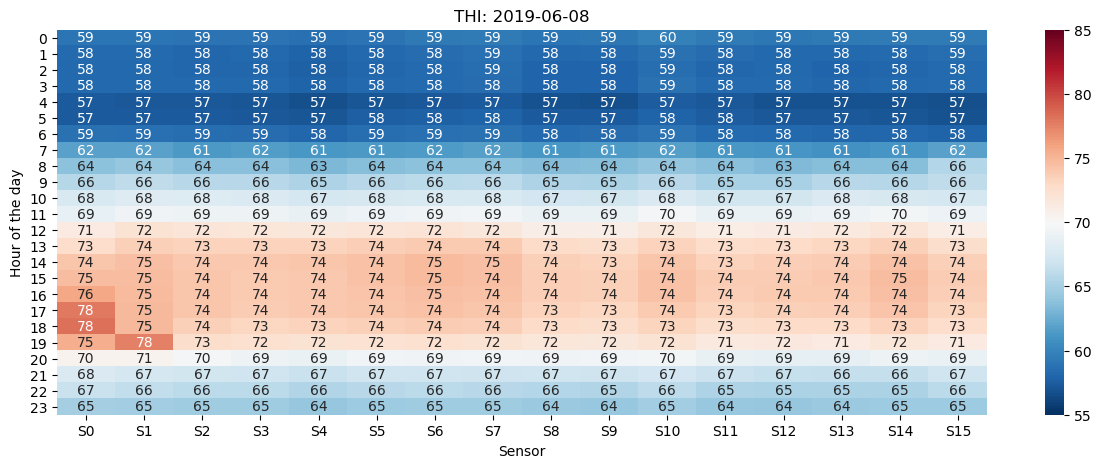 THI: 2019-06-08
0 59 59 59 59 59 59 59 59 59 59 60 59 59 59 59 59
1 58 58 58 58 58 58 58 59 58 58 59 58 58 58 58 59
2 58 58 58 58 58 58 58 59 58 58 59 58 58 58 58 58
3 58 58 58 58 58 58 58 58 58 58 59 58 58 58 58 58
4 57 57 57 57 57 57 57 57 57 57 57 57 57 57 57 57
5 57 57 57 57 57 58 58 58 57 57 58 58 57 57 57 57
6 59 59 59 59 58 59 59 59 58 58 59 58 58 58 58 58
7 62 62 61 62 61 61 62 62 61 61 62 61 61 61 61 62
8 64 64 64 64 63 64 64 64 64 64 64 64 63 64 64 66
9 66 66 66 66 65 66 66 66 65 65 66 65 65 66 66 66
10 68 68 68 68 67 68 68 68 67 67 68 67 67 68 68 67
11 69 69 69 69 69 69 69 69 69 69 70 69 69 69 70 69
12 71 72 72 72 72 72 72 72 71 71 72 71 71 72 72 71
13 73 74 73 73 73 74 74 74 73 73 74 73 73 73 74 73
14 74 74 74 74 74 74 75 75 74 73 74 74 74 74 74 74
15 75 75 74 74 74 74 75 74 74 74 74 74 74 74 75 74
16 76 75 74 74 74 74 75 74 74 74 74 74 74 74 74 74
17 78 75 74 74 74 74 74 74 73 73 74 73 74 74 74 73
18 78 75 74 73 73 74 74 74 73 73 73 73 73 73 73 73
19 75 78 73 72 72 72 72 72 72 72 72 71 72 71 72 71
20 70 71 70 69 69 69 69 69 69 69 70 69 69 69 69 69
21 68 67 67 67 67 67 67 67 67 67 67 67 67 66 66 67
22 67 66 66 66 66 66 66 66 66 65 66 65 65 65 65 66
23 65 65 65 65 64 65 65 65 64 64 65 64 64 64 65 65
S0 S1 S2 S3 S4 S5 S6 S7 S8 S9 S10 S11 S12 S13 S14 S15
Sensor
Hour of the day
85
80
75
70
65
60
55